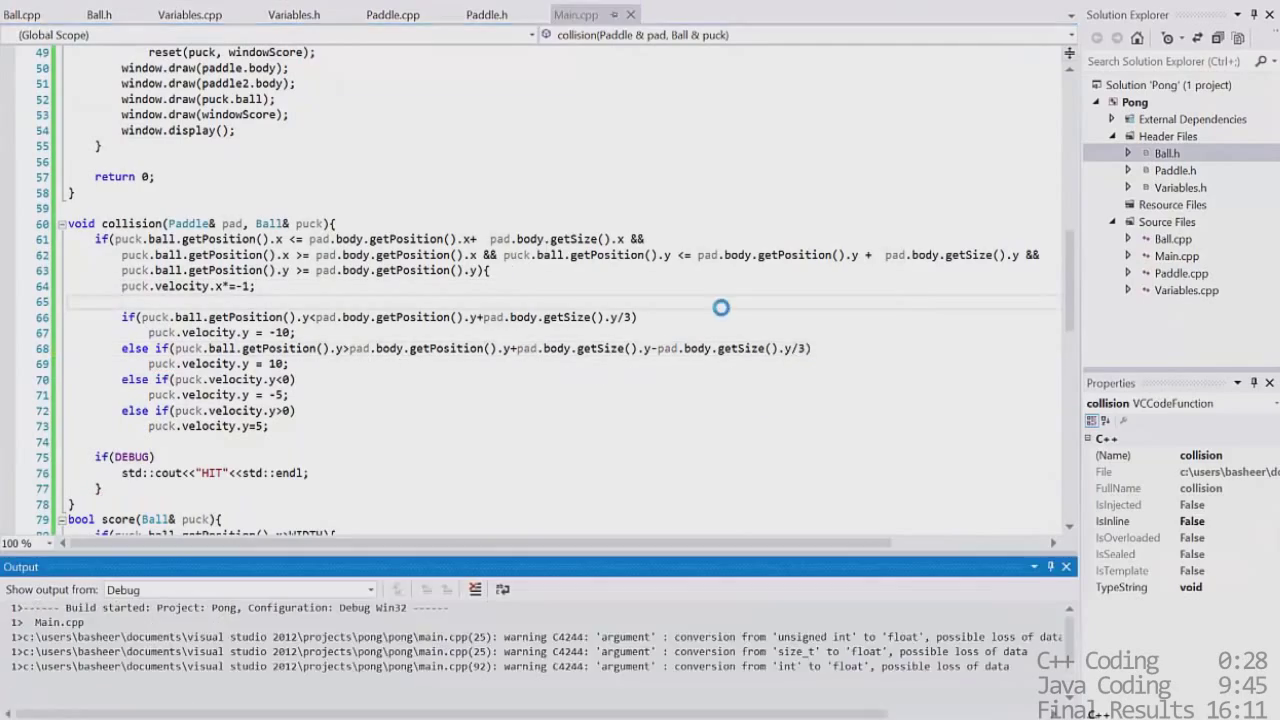 Ball.cpp Ball.h Variables.cpp Variables.h Paddle.cpp Paddle.h Main.cpp
(Global Scope) collision(Paddle & pad, Ball & puck)
49 reset(puck, windowScore);
50 window.draw(paddle.body);
51 window.draw(paddle2.body);
52 window.draw(puck.ball);
53 window.draw(windowScore);
54 window.display();
55 }
56
57 return 0;
58 }
59
60 void collision(Paddle& pad, Ball& puck){
61 if(puck.ball.getPosition().x <= pad.body.getPosition().x+ pad.body.getSize().x &&
62 puck.ball.getPosition().x >= pad.body.getPosition().x && puck.ball.getPosition().y <= pad.body.getPosition().y + pad.body.getSize().y &&
63 puck.ball.getPosition().y >= pad.body.getPosition().y){
64 puck.velocity.x*=-1;
65
66 if(puck.ball.getPosition().y<pad.body.getPosition().y+pad.body.getSize().y/3)
67 puck.velocity.y = -10;
68 else if(puck.ball.getPosition().y>pad.body.getPosition().y+pad.body.getSize().y-pad.body.getSize().y/3)
69 puck.velocity.y = 10;
70 else if(puck.velocity.y<0)
71 puck.velocity.y = -5;
72 else if(puck.velocity.y>0)
73 puck.velocity.y=5;
74
75 if(DEBUG)
76 std::cout<<"HIT"<<std::endl;
77 }
78 }
79 bool score(Ball& puck){
100 %
Solution Explorer
Search Solution Explorer (Ctrl+;)
Solution 'Pong' (1 project)
Pong
External Dependencies
Header Files
Ball.h
Paddle.h
Variables.h
Resource Files
Source Files
Ball.cpp
Main.cpp
Paddle.cpp
Variables.cpp
Properties
collision VCCodeFunction
C++
(Name) collision
File c:\users\basheer\do
FullName collision
IsInjected False
IsInline False
IsOverloaded False
IsSealed False
IsTemplate False
TypeString void
C++
Output
Show output from: Debug
1>------ Build started: Project: Pong, Configuration: Debug Win32 ------
1> Main.cpp
1>c:\users\basheer\documents\visual studio 2012\projects\pong\pong\main.cpp(25): warning C4244: 'argument' : conversion from 'unsigned int' to 'float', possible loss of data
1>c:\users\basheer\documents\visual studio 2012\projects\pong\pong\main.cpp(25): warning C4244: 'argument' : conversion from 'size_t' to 'float', possible loss of data
1>c:\users\basheer\documents\visual studio 2012\projects\pong\pong\main.cpp(92): warning C4244: 'argument' : conversion from 'int' to 'float', possible loss of data
C++ Coding 0:28
Java Coding 9:45
Final Results 16:11